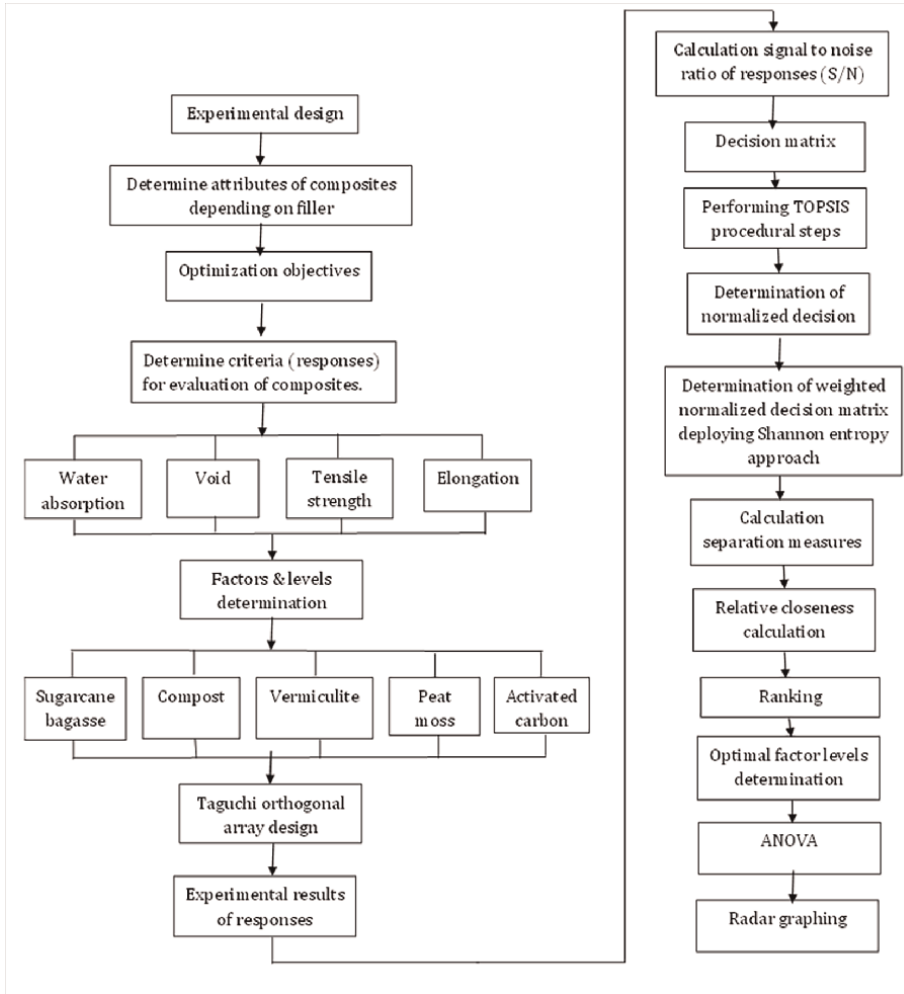 Experimental design
Determine attributes of composites
depending on filler
Optimization objectives
Determine criteria (responses)
for evaluation of composites.
Water
absorption
Void
Tensile
strength
Elongation
Factors & levels
determination
Sugarcane
bagasse
Compost
Vermiculite
Peat
moss
Activated
carbon
Taguchi orthogonal
array design
Experimental results
of responses
Calculation signal to noise
ratio of responses (S/N)
Decision matrix
Performing TOPSIS
procedural steps
Determination of
normalized decision
Determination of weighted
normalized decision matrix
deploying Shannon entropy
approach
Calculation
separation measures
Relative closeness
calculation
Ranking
Optimal factor levels
determination
ANOVA
Radar graphing